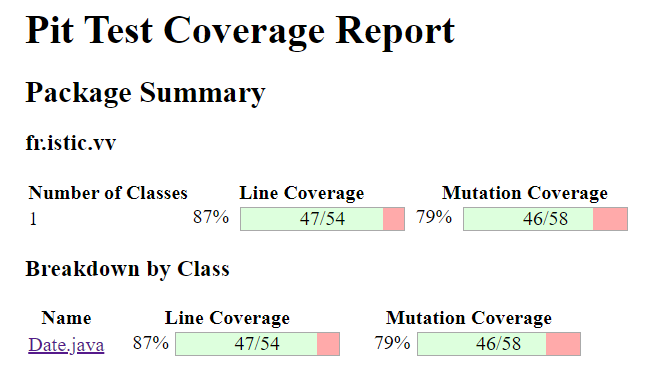 Pit Test Coverage Report
Package Summary
fr.istic.vv
Number of Classes Line Coverage Mutation Coverage
1 87% 47/54 79% 46/58
Breakdown by Class
Name Line Coverage Mutation Coverage
Date.java 87% 47/54 79% 46/58